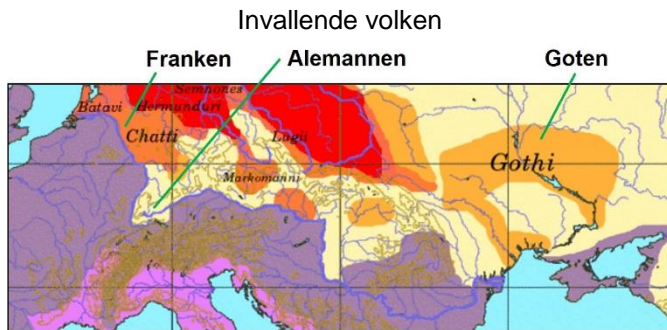 Invallende volken
Franken
Alemannen
Goten
Semnones
Batavi
Hermunduri
Chatti
Lugii
Gothi
Markomanni